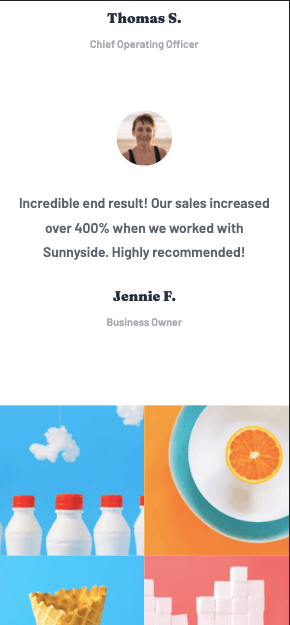 Thomas S.
Chief Operating Officer
Incredible end result! Our sales increased
over 400% when we worked with
Sunnyside. Highly recommended!
Jennie F.
Business Owner